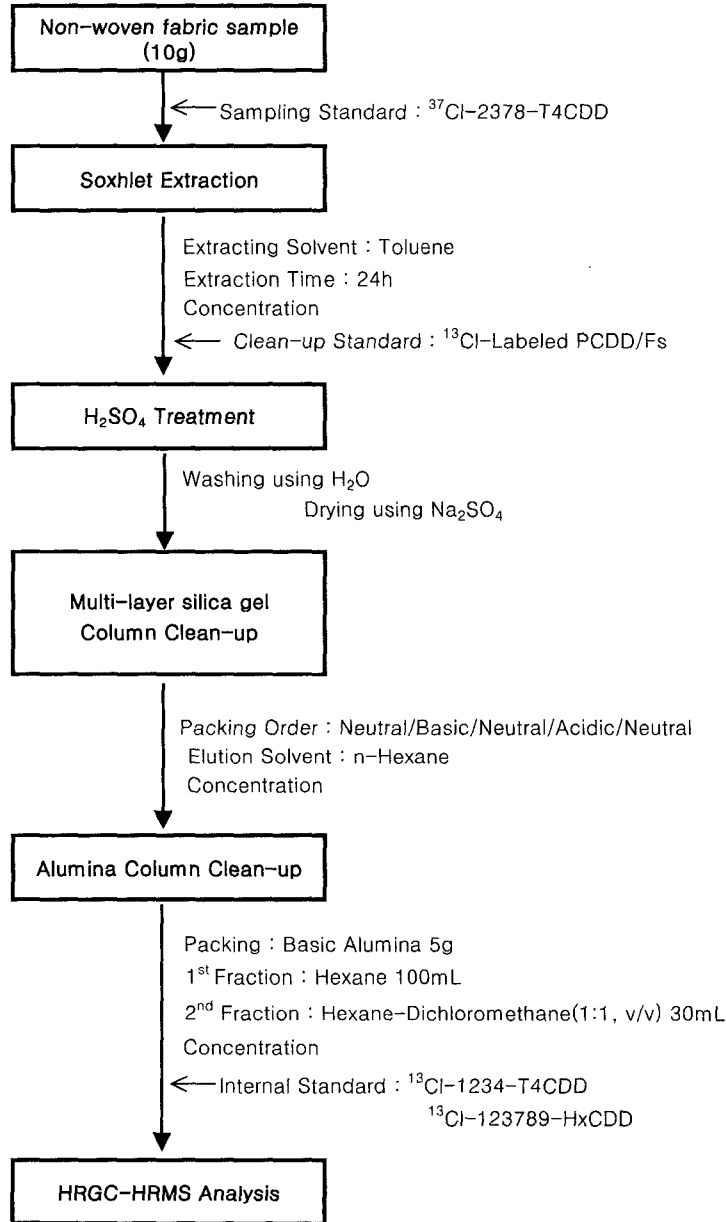 Non-woven fabric sample
(10g)
Sampling Standard : ³⁷Cl-2378-T4CDD
Soxhlet Extraction
Extracting Solvent : Toluene
Extraction Time : 24h
Concentration
Clean-up Standard : ¹³Cl-Labeled PCDD/Fs
H₂SO₄ Treatment
Washing using H₂O
Drying using Na₂SO₄
Multi-layer silica gel
Column Clean-up
Packing Order : Neutral/Basic/Neutral/Acidic/Neutral
Elution Solvent : n-Hexane
Concentration
Alumina Column Clean-up
Packing : Basic Alumina 5g
1ˢᵗ Fraction : Hexane 100mL
2ⁿᵈ Fraction : Hexane-Dichloromethane(1:1, v/v) 30mL
Concentration
Internal Standard : ¹³Cl-1234-T4CDD
¹³Cl-123789-HxCDD
HRGC-HRMS Analysis